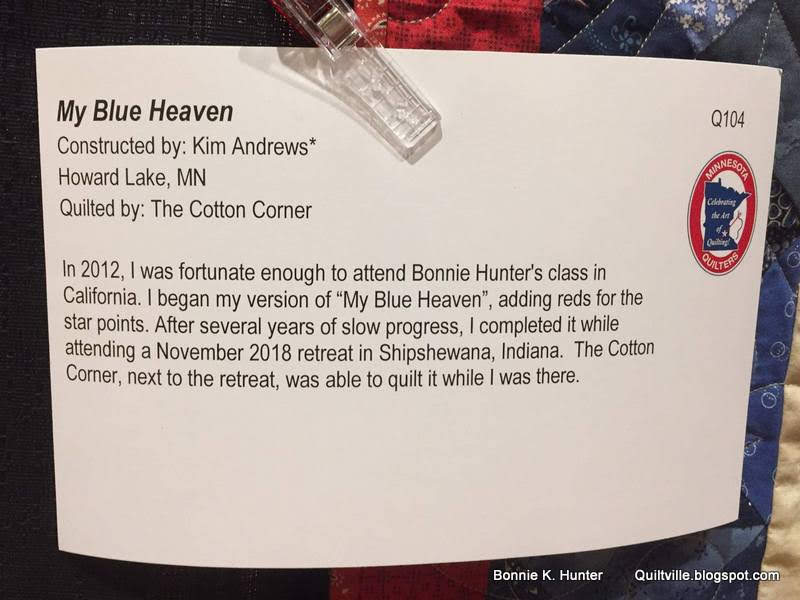 My Blue Heaven
Q104
Constructed by: Kim Andrews*
Howard Lake, MN
Quilted by: The Cotton Corner
MINNESOTA
Celebrating
the Art
of
Quilting!
QUILTERS
In 2012, I was fortunate enough to attend Bonnie Hunter's class in
California. I began my version of “My Blue Heaven”, adding reds for the
star points. After several years of slow progress, I completed it while
attending a November 2018 retreat in Shipshewana, Indiana.  The Cotton
Corner, next to the retreat, was able to quilt it while I was there.
Bonnie K. Hunter Quiltville.blogspot.com